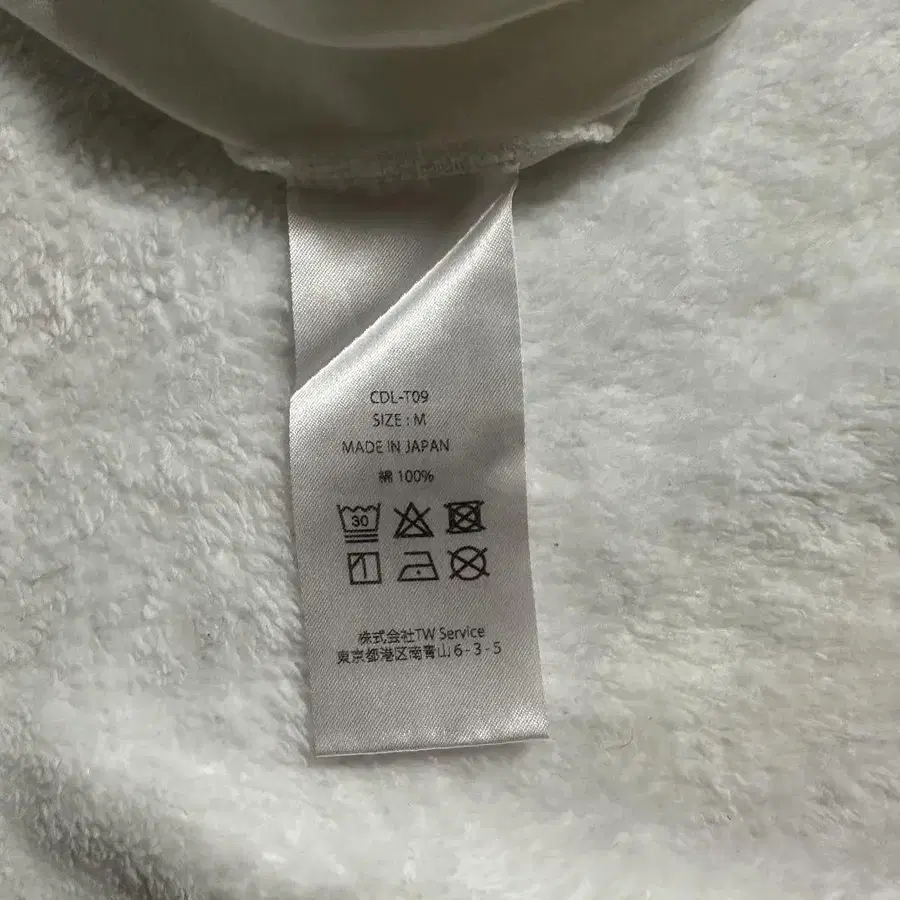 CDL-T09
SIZE : M
MADE IN JAPAN
綿 100%
30
株式会社TW Service
東京都港区南青山 6-3-5